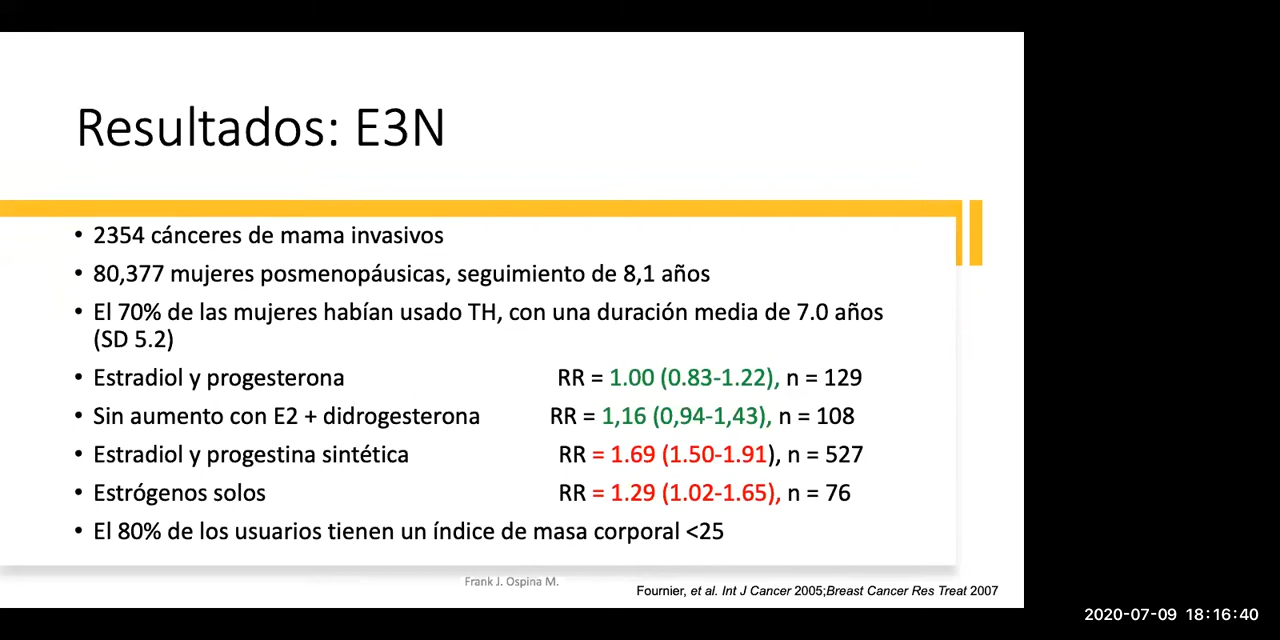 Resultados: E3N
• 2354 cánceres de mama invasivos
• 80,377 mujeres posmenopáusicas, seguimiento de 8,1 años
• El 70% de las mujeres habían usado TH, con una duración media de 7.0 años
(SD 5.2)
• Estradiol y progesterona RR = 1.00 (0.83-1.22), n = 129
• Sin aumento con E2 + didrogesterona RR = 1,16 (0,94-1,43), n = 108
• Estradiol y progestina sintética RR = 1.69 (1.50-1.91), n = 527
• Estrógenos solos RR = 1.29 (1.02-1.65), n = 76
• El 80% de los usuarios tienen un índice de masa corporal <25
Frank J. Ospina M.
Fournier, et al. Int J Cancer 2005;Breast Cancer Res Treat 2007
2020-07-09 18:16:40